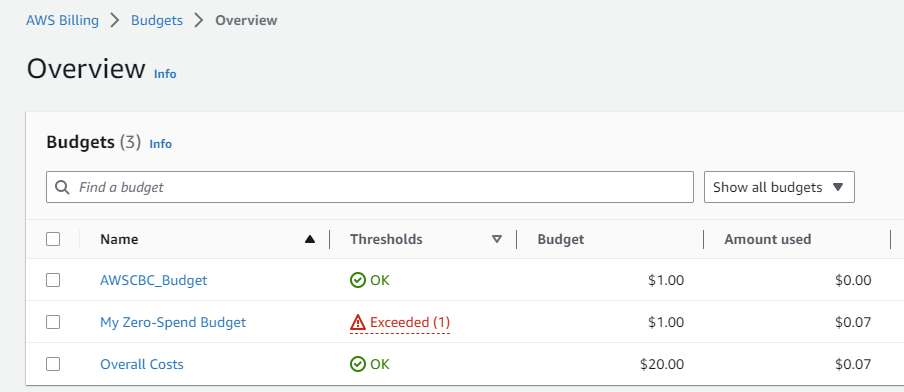 AWS Billing > Budgets > Overview
Overview Info
Budgets (3) Info
Find a budget
Show all budgets
Name Thresholds Budget Amount used
AWSCBC_Budget OK $1.00 $0.00
My Zero-Spend Budget Exceeded (1) $1.00 $0.07
Overall Costs OK $20.00 $0.07